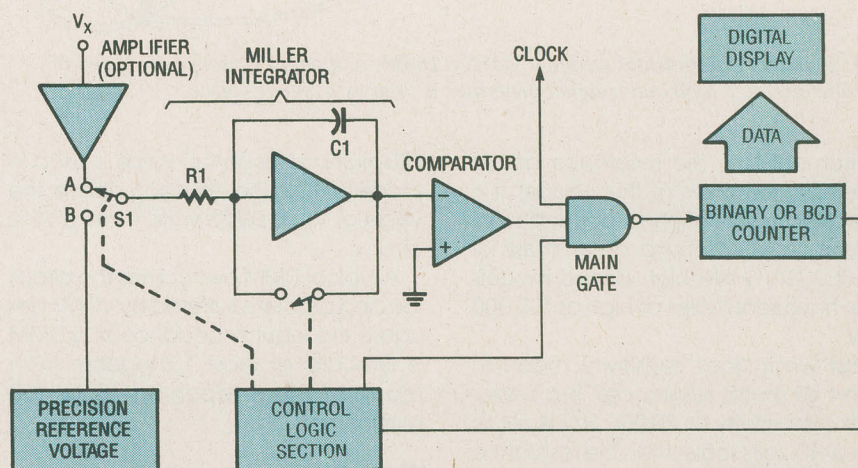 Vx
AMPLIFIER
(OPTIONAL)
MILLER
INTEGRATOR
CLOCK
DIGITAL
DISPLAY
DATA
C1
R1
COMPARATOR
A
B
S1
−
+
MAIN
GATE
BINARY OR BCD
COUNTER
PRECISION
REFERENCE
VOLTAGE
CONTROL
LOGIC
SECTION